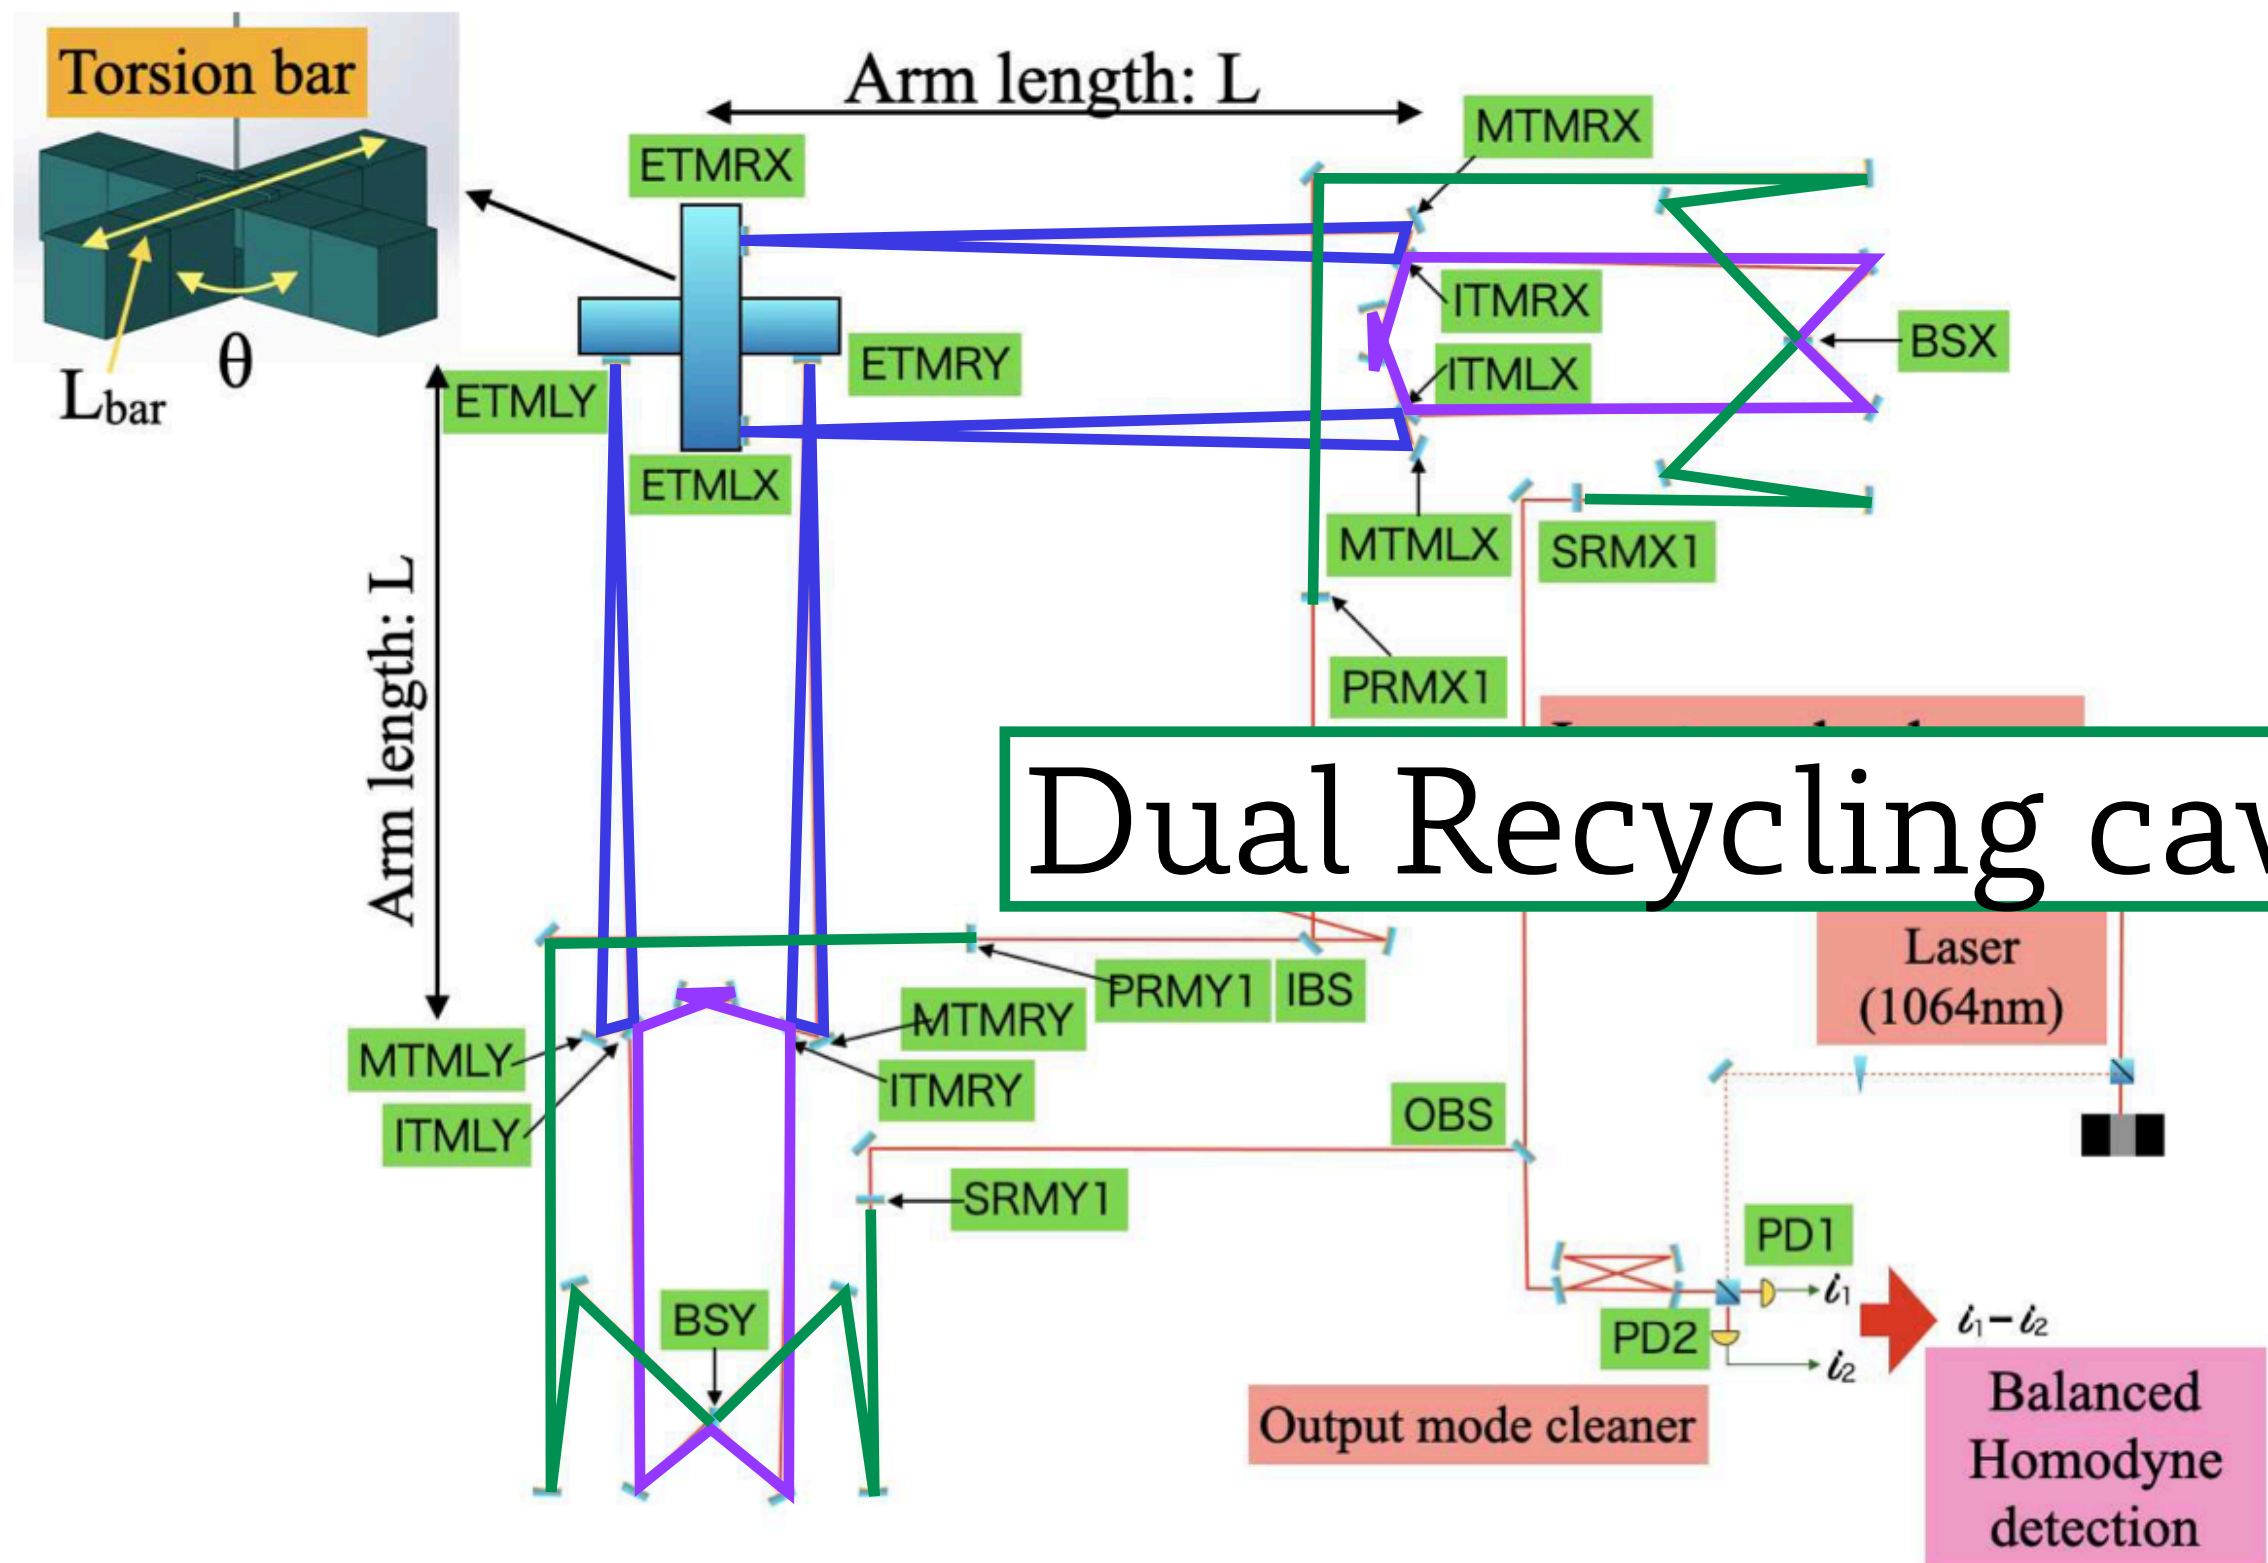 Torsion bar
Arm length: L
MTMRX
ETMRX
ITMRX
BSX
θ
ETMRY
ITMLX
Lbar
ETMLY
ETMLX
MTMLX
SRMX1
Arm length: L
PRMX1
Dual Recycling
Laser
(1064nm)
PRMY1
IBS
MTMRY
MTMLY
ITMRY
OBS
ITMLY
SRMY1
PD1
i1
BSY
PD2
i1−i2
i2
Output mode cleaner
Balanced
Homodyne
detection